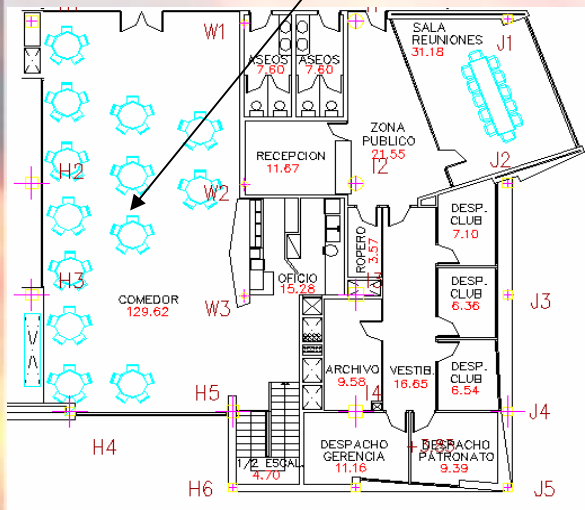 W1
ASEOS
7.60
ASEOS
7.60
SALA
REUNIONES
31.18
J1
ZONA
PUBLICO
21.55
RECEPCION
11.67
H2
W2
I2
J2
DESP.
CLUB
7.10
ROPERO
3.57
OFICIO
15.28
H3
COMEDOR
129.62
W3
DESP.
CLUB
6.36
J3
ARCHIVO
9.58
VESTIB.
16.65
DESP.
CLUB
6.54
H5
I4
J4
H4
DESPACHO
GERENCIA
11.16
DESPACHO
PATRONATO
9.39
1/2 ESCAL.
4.70
H6
J5